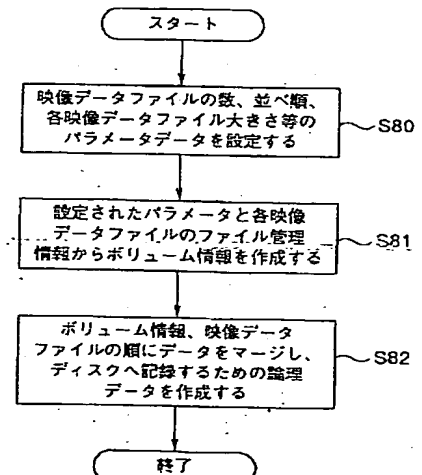 スタート
映像データファイルの数、並べ順、
各映像データファイル大きさ等の
パラメータデータを設定する
S80
設定されたパラメータと各映像
データファイルのファイル管理
情報からボリューム情報を作成する
S81
ボリューム情報、映像データ
ファイルの順にデータをマージし、
ディスクへ記録するための論理
データを作成する
S82
終了